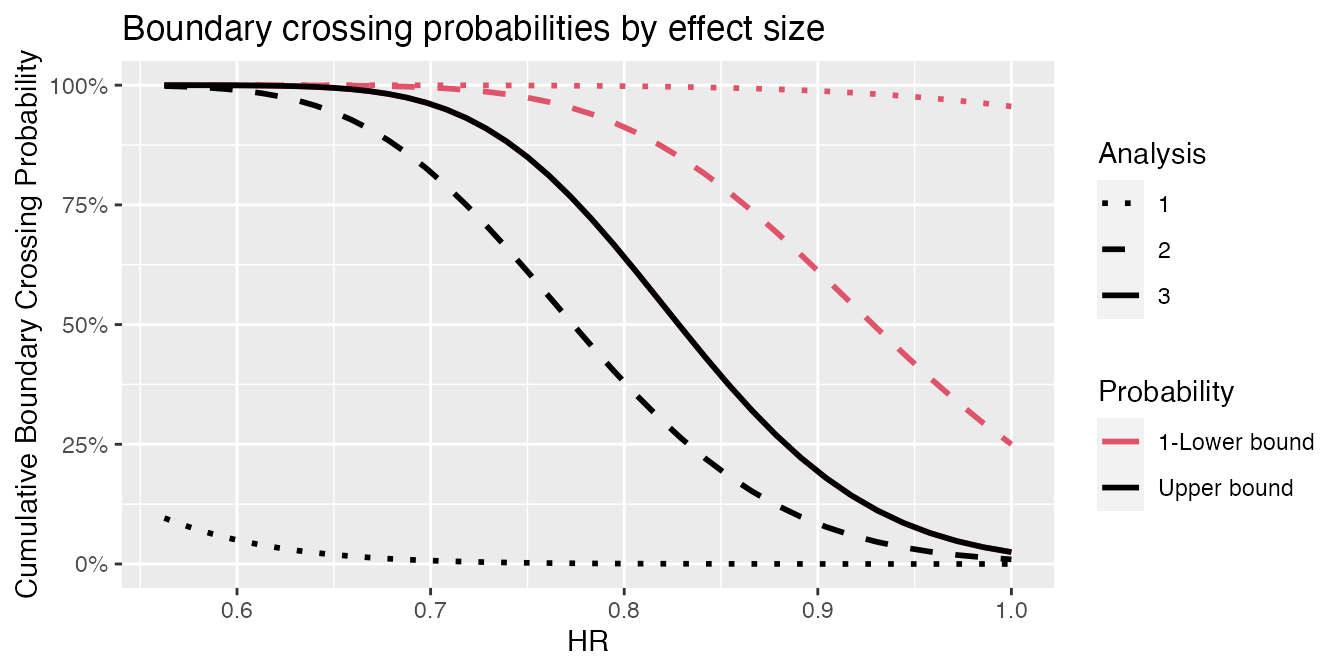 Boundary crossing probabilities by effect size
Cumulative Boundary Crossing Probability
100%
75%
50%
25%
0%
0.6
0.7
0.8
0.9
1.0
HR
Analysis
1
2
3
Probability
1-Lower bound
Upper bound